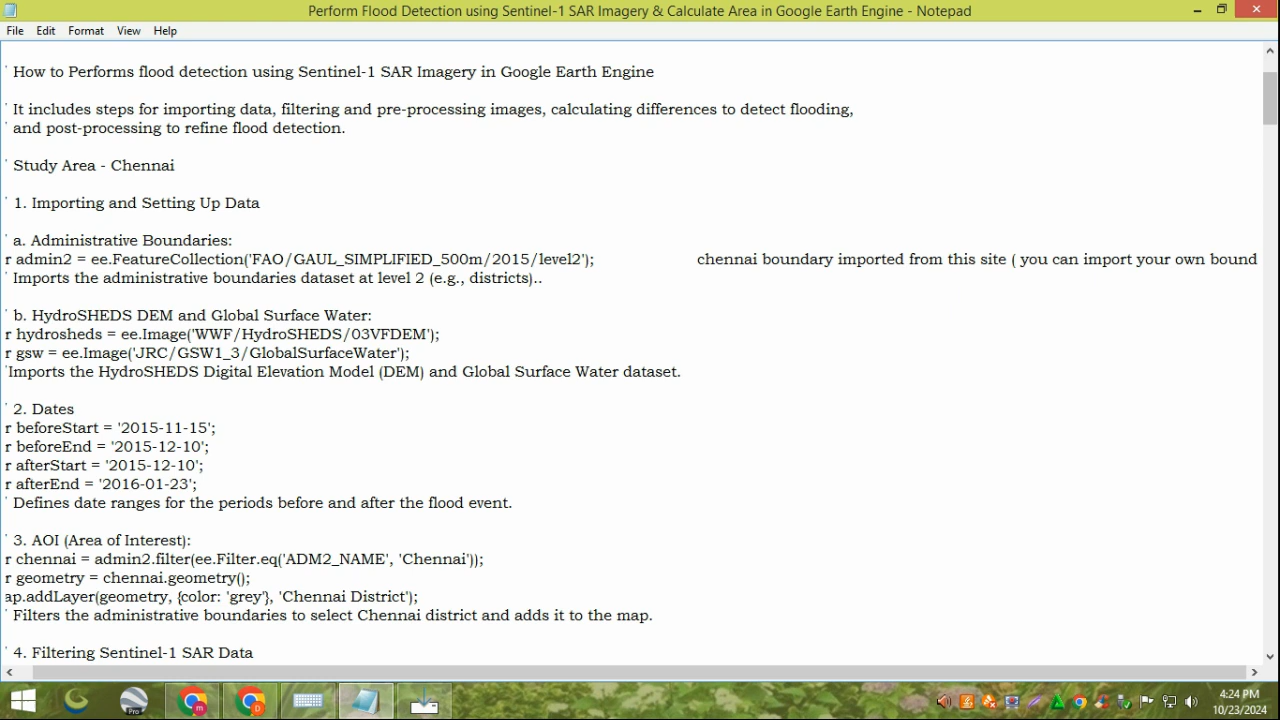 Perform Flood Detection using Sentinel-1 SAR Imagery & Calculate Area in Google Earth Engine - Notepad
File Edit Format View Help
' How to Performs flood detection using Sentinel-1 SAR Imagery in Google Earth Engine
' It includes steps for importing data, filtering and pre-processing images, calculating differences to detect flooding,
' and post-processing to refine flood detection.
' Study Area - Chennai
' 1. Importing and Setting Up Data
' a. Administrative Boundaries:
r admin2 = ee.FeatureCollection('FAO/GAUL_SIMPLIFIED_500m/2015/level2'); chennai boundary imported from this site ( you can import your own bound
' Imports the administrative boundaries dataset at level 2 (e.g., districts)..
' b. HydroSHEDS DEM and Global Surface Water:
r hydrosheds = ee.Image('WWF/HydroSHEDS/03VFDEM');
r gsw = ee.Image('JRC/GSW1_3/GlobalSurfaceWater');
'Imports the HydroSHEDS Digital Elevation Model (DEM) and Global Surface Water dataset.
' 2. Dates
r beforeStart = '2015-11-15';
r beforeEnd = '2015-12-10';
r afterStart = '2015-12-10';
r afterEnd = '2016-01-23';
' Defines date ranges for the periods before and after the flood event.
' 3. AOI (Area of Interest):
r chennai = admin2.filter(ee.Filter.eq('ADM2_NAME', 'Chennai'));
r geometry = chennai.geometry();
ap.addLayer(geometry, {color: 'grey'}, 'Chennai District');
' Filters the administrative boundaries to select Chennai district and adds it to the map.
' 4. Filtering Sentinel-1 SAR Data
Pro
m
D
4:24 PM
10/23/2024